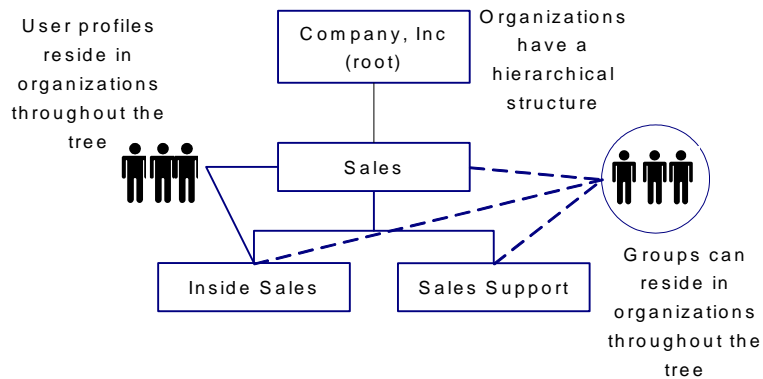 User profiles
reside in
organizations
throughout the
tree
Company, Inc
(root)
Organizations
have a
hierarchical
structure
Sales
Inside Sales
Sales Support
Groups can
reside in
organizations
throughout the
tree